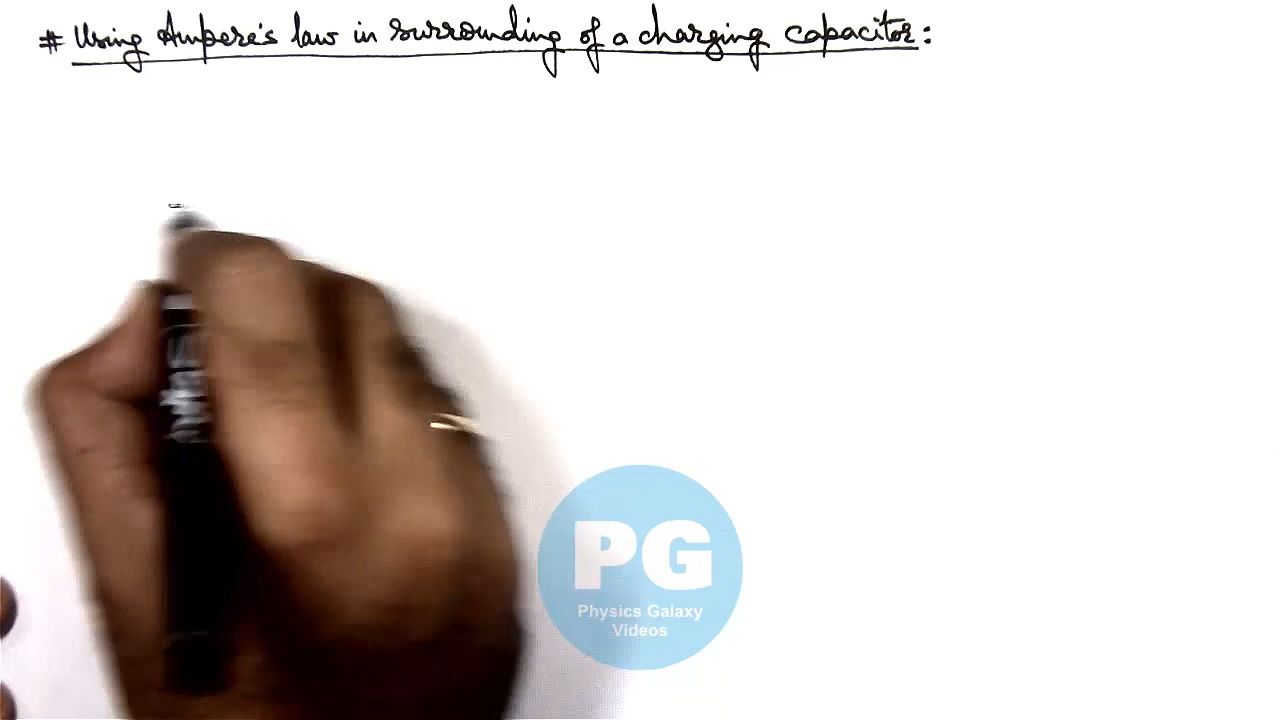 # Using Ampere's law in surrounding of a charging capacitor:
PG
Physics Galaxy
Videos